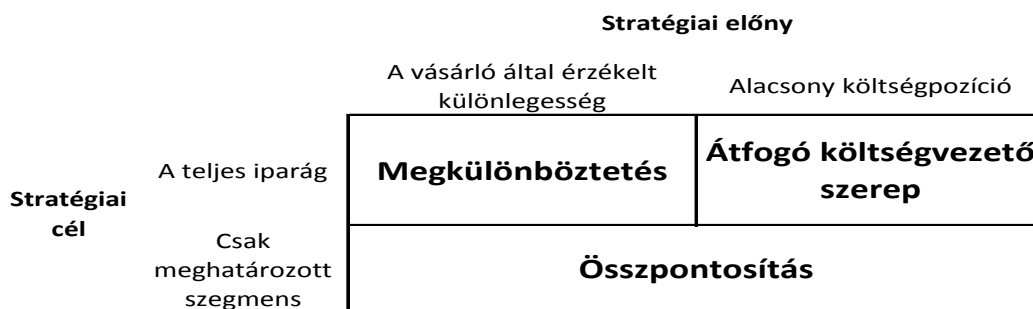 Stratégiai előny
A vásárló által érzékelt
különlegesség
Alacsony költségpozíció
Stratégiai
cél
A teljes iparág
Megkülönböztetés
Átfogó költségvezető
szerep
Csak
meghatározott
szegmens
Összpontosítás